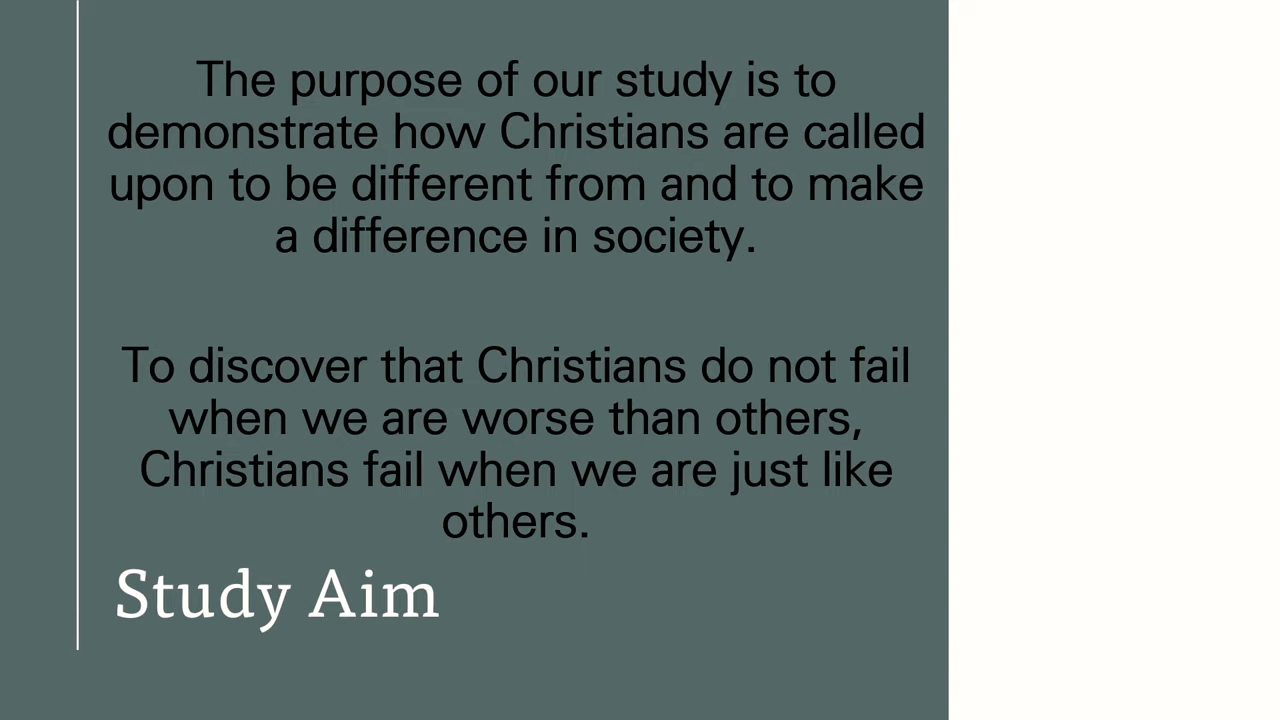 The purpose of our study is to
demonstrate how Christians are called
upon to be different from and to make
a difference in society.
To discover that Christians do not fail
when we are worse than others,
Christians fail when we are just like
others.
Study Aim